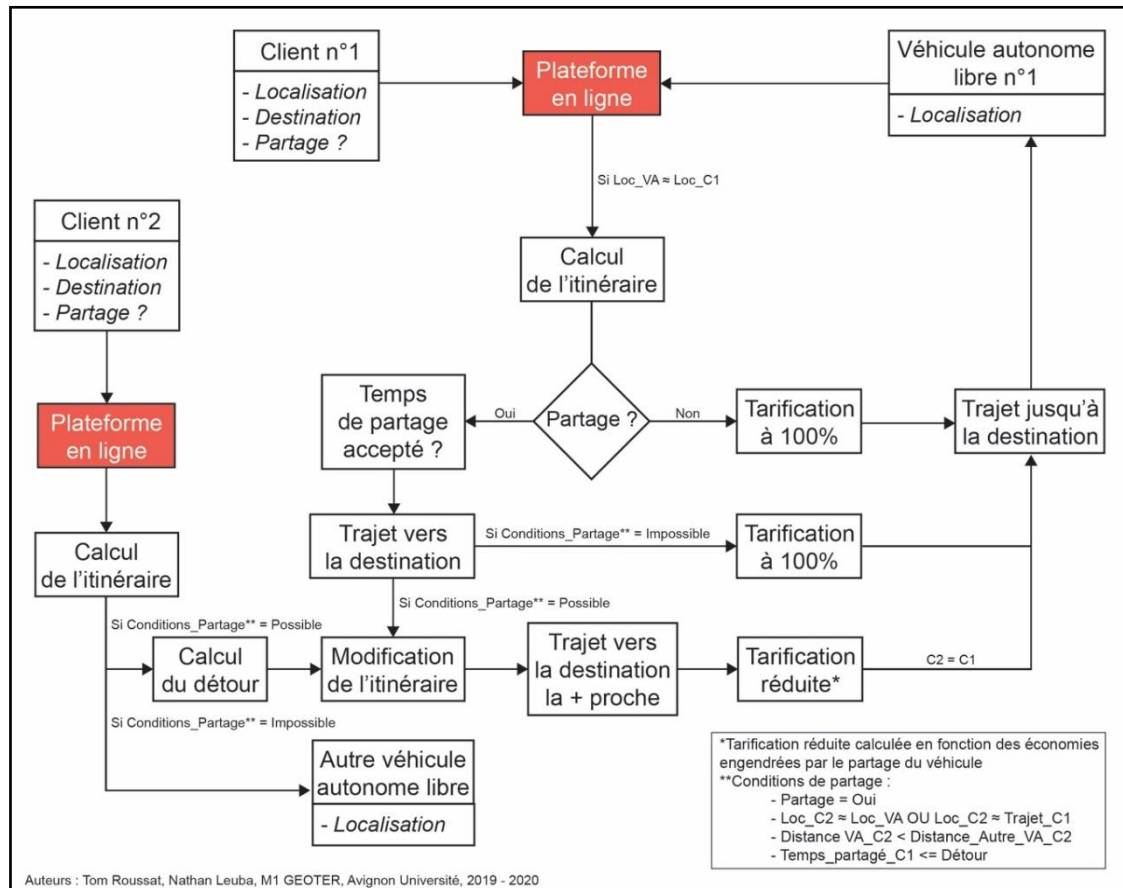 Client n°1
- Localisation
- Destination
- Partage ?
Plateforme
en ligne
Véhicule autonome
libre n°1
- Localisation
Si Loc_VA ≈ Loc_C1
Client n°2
- Localisation
- Destination
- Partage ?
Calcul
de l'itinéraire
Plateforme
en ligne
Temps
de partage
accepté ?
Oui
Partage ?
Non
Tarification
à 100%
Trajet jusqu'à
la destination
Calcul
de l'itinéraire
Trajet vers
la destination
Si Conditions_Partage** = Impossible
Tarification
à 100%
Si Conditions_Partage** = Possible
Si Conditions_Partage** = Possible
Calcul
du détour
Modification
de l'itinéraire
Trajet vers
la destination
la + proche
Tarification
réduite*
C2 = C1
Si Conditions_Partage** = Impossible
Autre véhicule
autonome libre
- Localisation
*Tarification réduite calculée en fonction des économies
engendrées par le partage du véhicule
**Conditions de partage :
- Partage = Oui
- Loc_C2 ≈ Loc_VA OU Loc_C2 ≈ Trajet_C1
- Distance VA_C2 < Distance_Autre_VA_C2
- Temps_partagé_C1 <= Détour
Auteurs : Tom Roussat, Nathan Leuba, M1 GEOTER, Avignon Université, 2019 - 2020